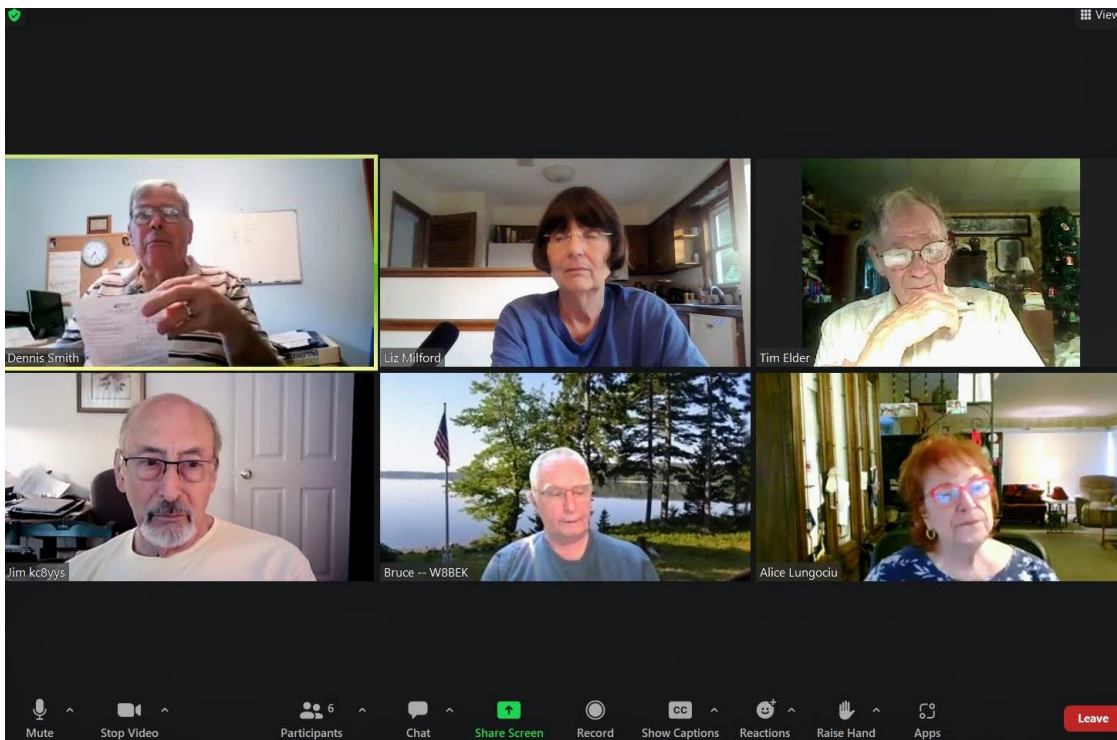 View
Dennis Smith
Liz Milford
Tim Elder
Jim kc8yys
Bruce -- W8BEK
Alice Lungociu
6
CC
Mute
Stop Video
Participants
Chat
Share Screen
Record
Show Captions
Reactions
Raise Hand
Apps
Leave